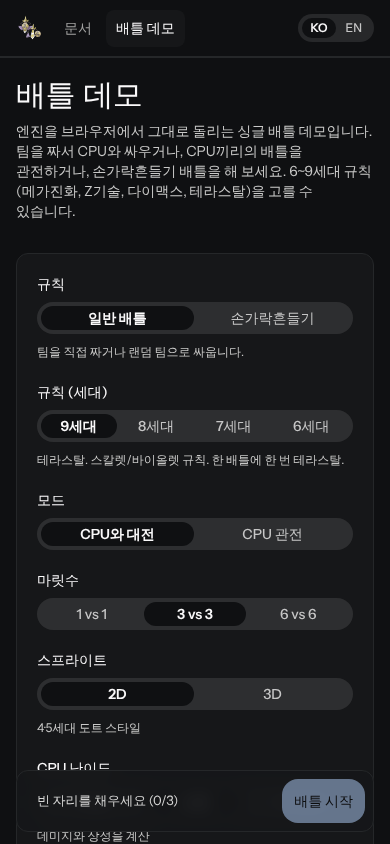 문서
배틀 데모
KO
EN
배틀 데모
엔진을 브라우저에서 그대로 돌리는 싱글 배틀 데모입니다.
팀을 짜서 CPU와 싸우거나, CPU끼리의 배틀을
관전하거나, 손가락흔들기 배틀을 해 보세요. 6~9세대 규칙
(메가진화, Z기술, 다이맥스, 테라스탈)을 고를 수
있습니다.
규칙
일반 배틀
손가락흔들기
팀을 직접 짜거나 랜덤 팀으로 싸웁니다.
규칙 (세대)
9세대
8세대
7세대
6세대
테라스탈. 스칼렛/바이올렛 규칙. 한 배틀에 한 번 테라스탈.
모드
CPU와 대전
CPU 관전
마릿수
1 vs 1
3 vs 3
6 vs 6
스프라이트
2D
3D
4·5세대 도트 스타일
CPU 난이도
빈 자리를 채우세요 (0/3)
배틀 시작
데미지와 상성을 계산